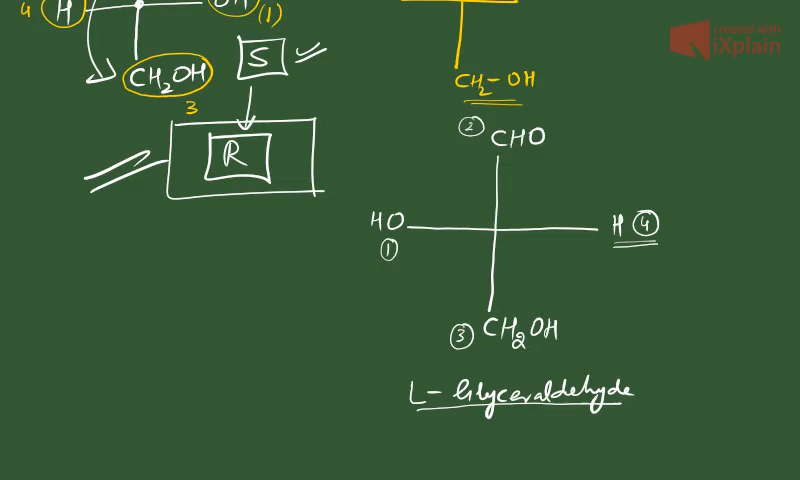 4 H OH (1)
CH2OH
3
S
R
CH2-OH
created with
iXplain
2 CHO
HO H 4
1
3 CH2OH
L- Glyceraldehyde